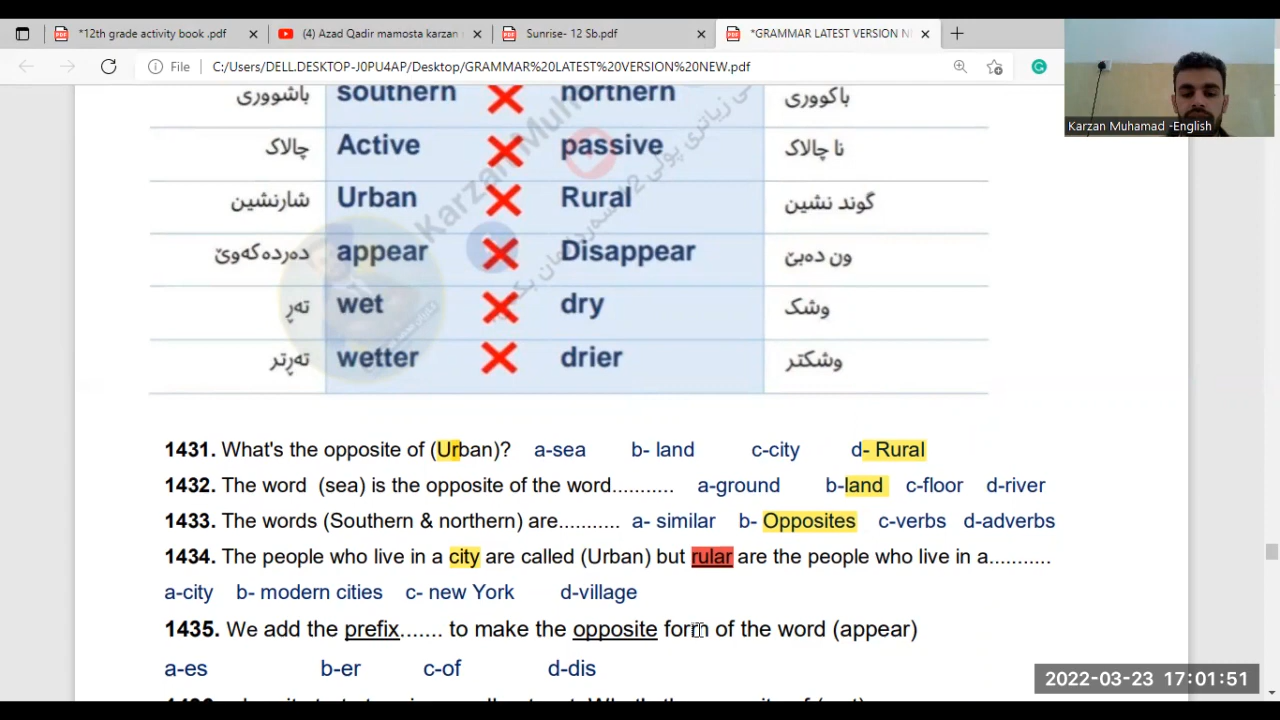 *12th grade activity book .pdf
(4) Azad Qadir mamosta karzan
Sunrise- 12 Sb.pdf
*GRAMMAR LATEST VERSION NE
File
C:/Users/DELL.DESKTOP-J0PU4AP/Desktop/GRAMMAR%20LATEST%20VERSION%20NEW.pdf
Karzan Muhamad -English
باشووری southern northern باکووری
چالاک Active passive نا چالاک
شارنشین Urban Rural گوند نشین
دەردەکەوێ appear Disappear ون دەبێ
تەڕ wet dry وشک
تەڕتر wetter drier وشکتر
Karzan Muh
1431. What's the opposite of (Urban)? a-sea b- land c-city d- Rural
1432. The word (sea) is the opposite of the word........... a-ground b-land c-floor d-river
1433. The words (Southern & northern) are.......... a- similar b- Opposites c-verbs d-adverbs
1434. The people who live in a city are called (Urban) but rular are the people who live in a...........
a-city b- modern cities c- new York d-village
1435. We add the prefix....... to make the opposite form of the word (appear)
a-es b-er c-of d-dis
2022-03-23 17:01:51